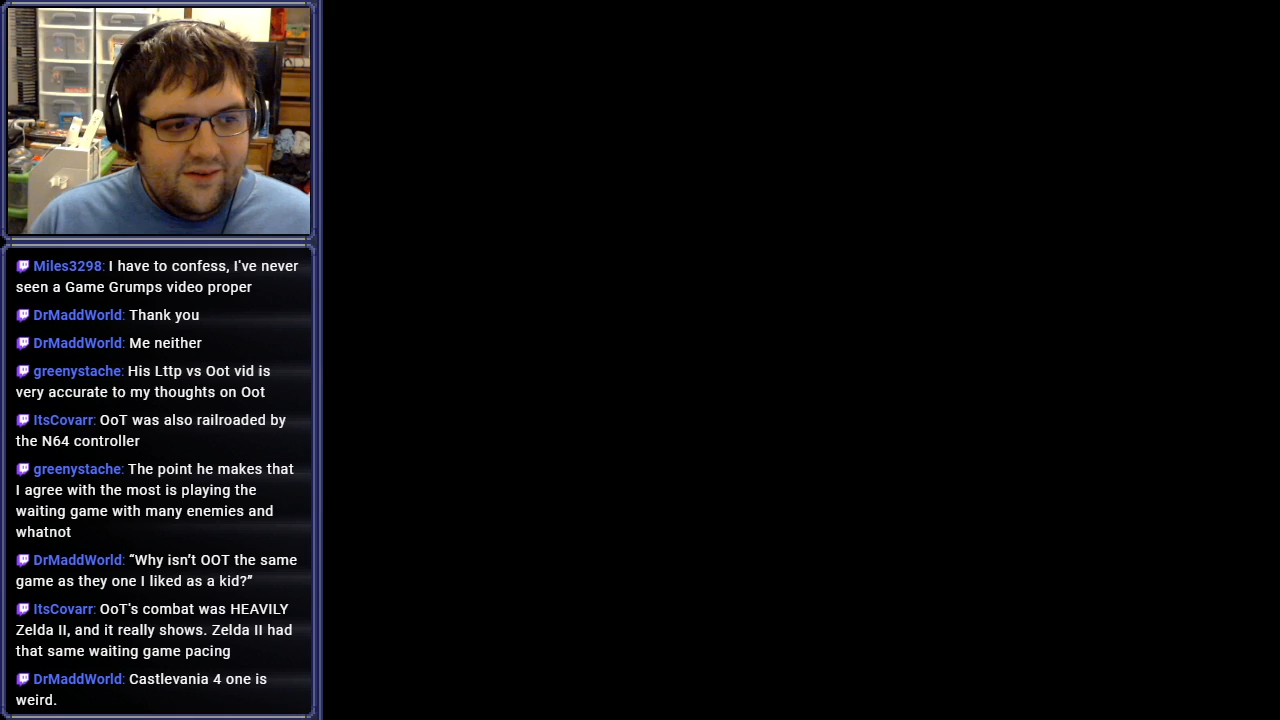 Miles3298: I have to confess, I've never
seen a Game Grumps video proper
DrMaddWorld: Thank you
DrMaddWorld: Me neither
greenystache: His Lttp vs Oot vid is
very accurate to my thoughts on Oot
ItsCovarr: OoT was also railroaded by
the N64 controller
greenystache: The point he makes that
I agree with the most is playing the
waiting game with many enemies and
whatnot
DrMaddWorld: “Why isn’t OOT the same
game as they one I liked as a kid?”
ItsCovarr: OoT's combat was HEAVILY
Zelda II, and it really shows. Zelda II had
that same waiting game pacing
DrMaddWorld: Castlevania 4 one is
weird.